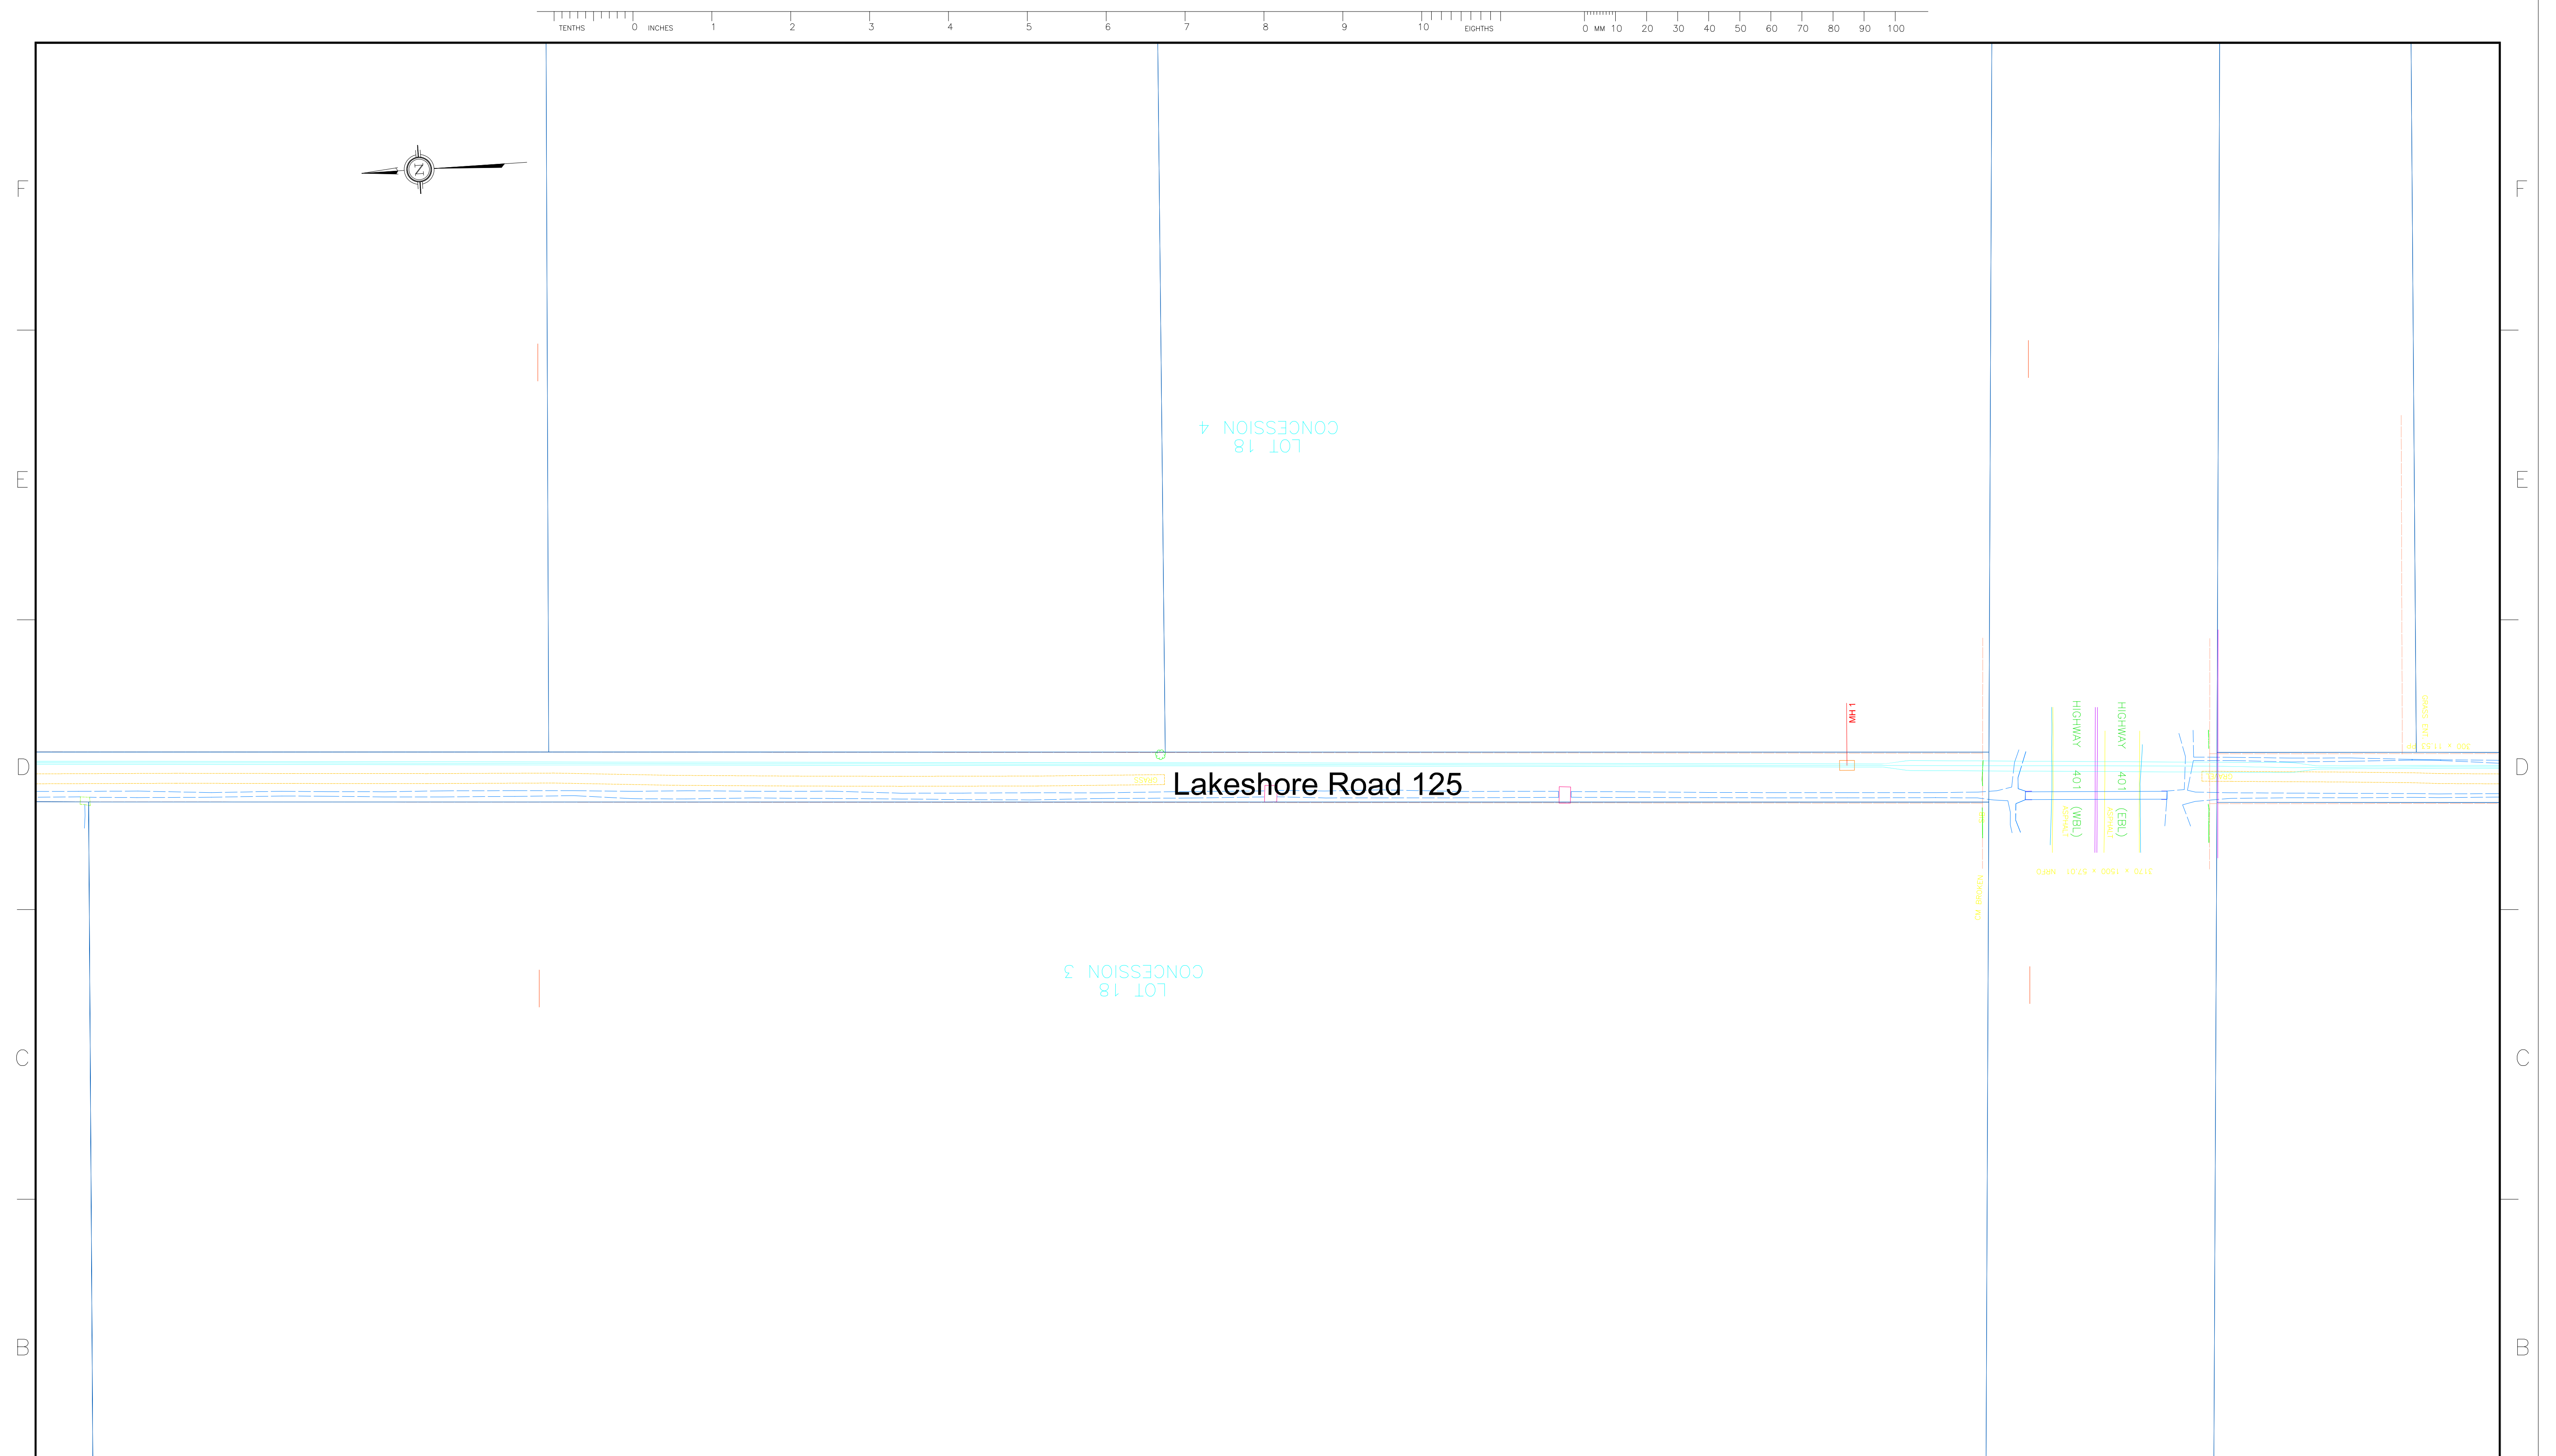 TENTHS 0 INCHES 1 2 3 4 5 6 7 8 9 10 EIGHTHS 0 MM 10 20 30 40 50 60 70 80 90 100
F
N
F
LOT 18
CONCESSION 4
E
E
MH 1
HIGHWAY 401 (WBL)
HIGHWAY 401 (EBL)
D
Lakeshore Road 125
D
LOT 18
CONCESSION 3
C
C
B
B